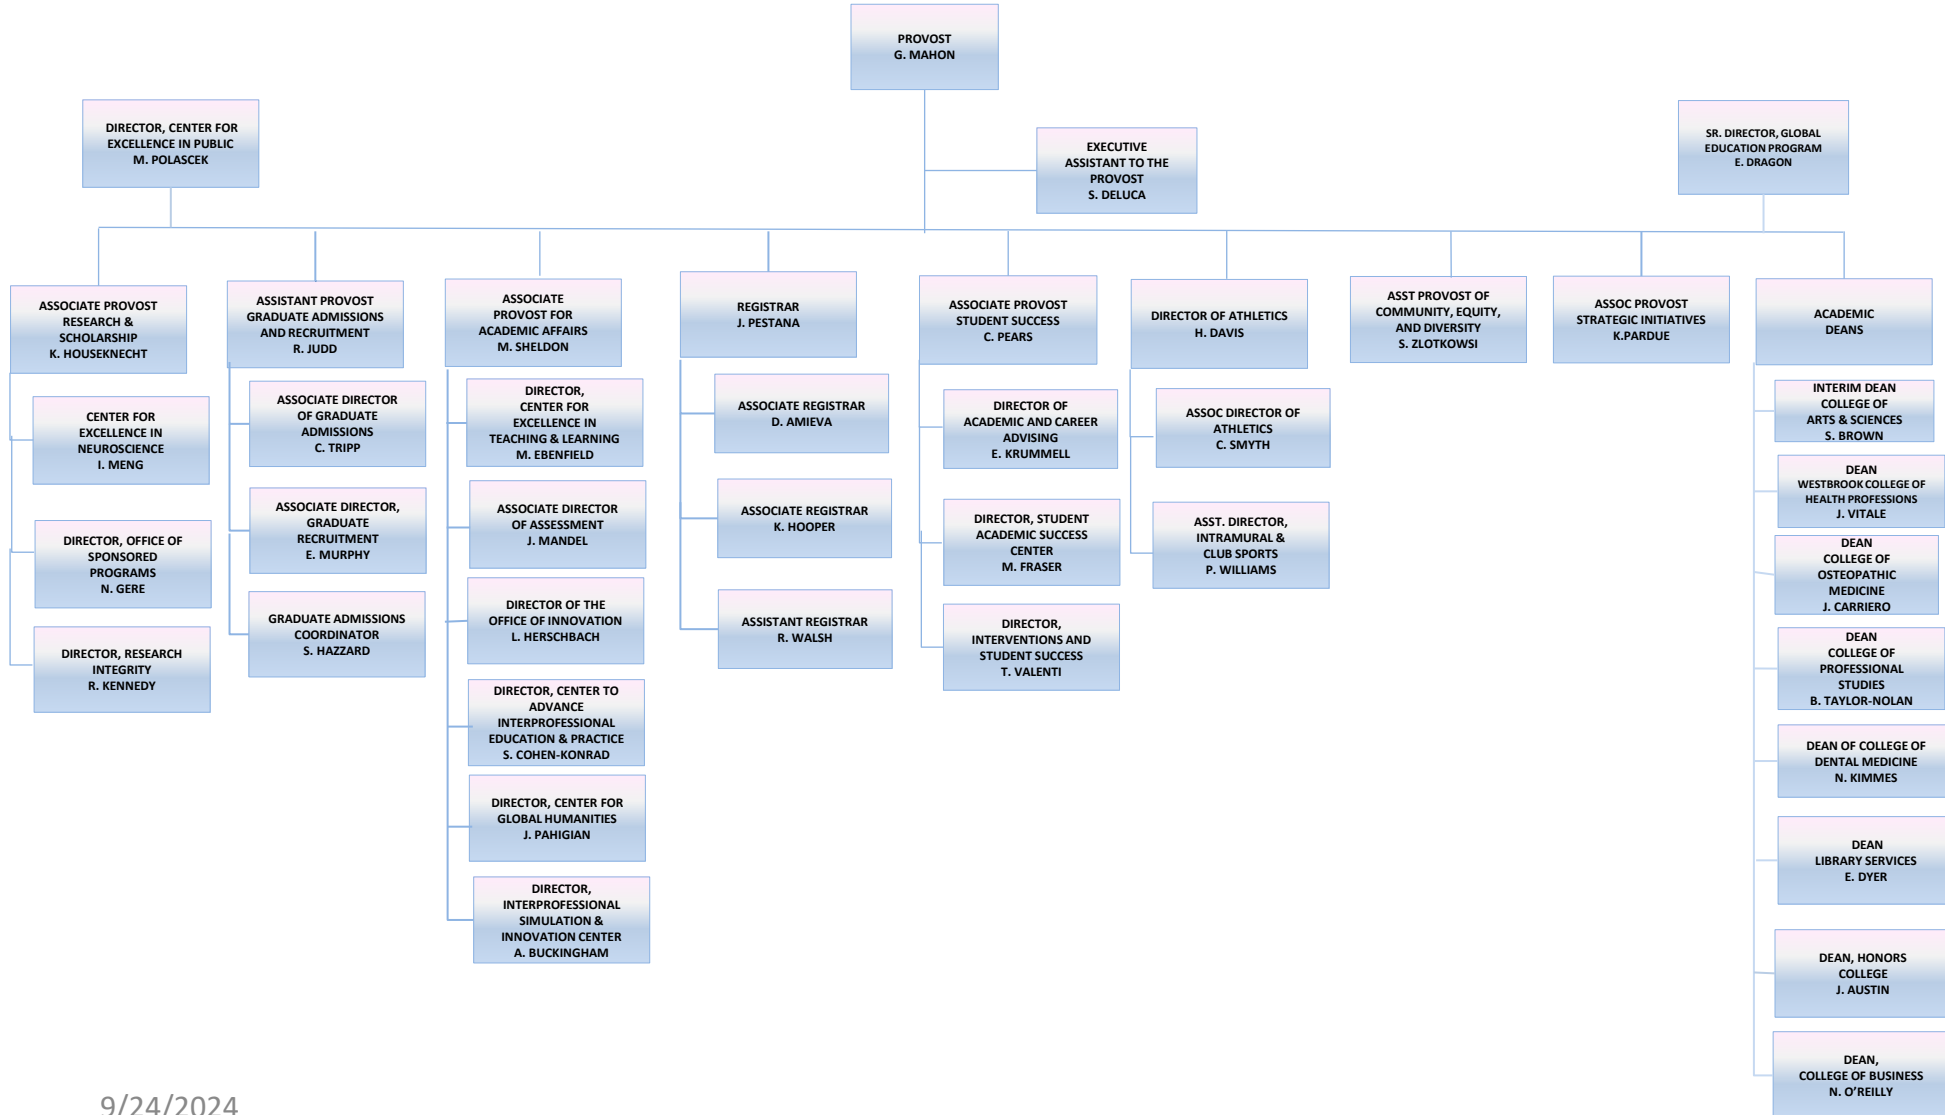 PROVOST
G. MAHON
DIRECTOR, CENTER FOR
EXCELLENCE IN PUBLIC
M. POLASCEK
EXECUTIVE
ASSISTANT TO THE
PROVOST
S. DELUCA
SR. DIRECTOR, GLOBAL
EDUCATION PROGRAM
E. DRAGON
ASSOCIATE PROVOST
RESEARCH &
SCHOLARSHIP
K. HOUSEKNECHT
CENTER FOR
EXCELLENCE IN
NEUROSCIENCE
I. MENG
DIRECTOR, OFFICE OF
SPONSORED
PROGRAMS
N. GERE
DIRECTOR, RESEARCH
INTEGRITY
R. KENNEDY
ASSISTANT PROVOST
GRADUATE ADMISSIONS
AND RECRUITMENT
R. JUDD
ASSOCIATE DIRECTOR
OF GRADUATE
ADMISSIONS
C. TRIPP
ASSOCIATE DIRECTOR,
GRADUATE
RECRUITMENT
E. MURPHY
GRADUATE ADMISSIONS
COORDINATOR
S. HAZZARD
ASSOCIATE
PROVOST FOR
ACADEMIC AFFAIRS
M. SHELDON
DIRECTOR,
CENTER FOR
EXCELLENCE IN
TEACHING & LEARNING
M. EBENFIELD
ASSOCIATE DIRECTOR
OF ASSESSMENT
J. MANDEL
DIRECTOR OF THE
OFFICE OF INNOVATION
L. HERSCHBACH
DIRECTOR, CENTER TO
ADVANCE
INTERPROFESSIONAL
EDUCATION & PRACTICE
S. COHEN-KONRAD
DIRECTOR, CENTER FOR
GLOBAL HUMANITIES
J. PAHIGIAN
DIRECTOR,
INTERPROFESSIONAL
SIMULATION &
INNOVATION CENTER
A. BUCKINGHAM
REGISTRAR
J. PESTANA
ASSOCIATE REGISTRAR
D. AMIEVA
ASSOCIATE REGISTRAR
K. HOOPER
ASSISTANT REGISTRAR
R. WALSH
ASSOCIATE PROVOST
STUDENT SUCCESS
C. PEARS
DIRECTOR OF
ACADEMIC AND CAREER
ADVISING
E. KRUMMELL
DIRECTOR, STUDENT
ACADEMIC SUCCESS
CENTER
M. FRASER
DIRECTOR,
INTERVENTIONS AND
STUDENT SUCCESS
T. VALENTI
DIRECTOR OF ATHLETICS
H. DAVIS
ASSOC DIRECTOR OF
ATHLETICS
C. SMYTH
ASST. DIRECTOR,
INTRAMURAL &
CLUB SPORTS
P. WILLIAMS
ASST PROVOST OF
COMMUNITY, EQUITY,
AND DIVERSITY
S. ZLOTKOWSI
ASSOC PROVOST
STRATEGIC INITIATIVES
K.PARDUE
ACADEMIC
DEANS
INTERIM DEAN
COLLEGE OF
ARTS & SCIENCES
S. BROWN
DEAN
WESTBROOK COLLEGE OF
HEALTH PROFESSIONS
J. VITALE
DEAN
COLLEGE OF
OSTEOPATHIC
MEDICINE
J. CARRIERO
DEAN
COLLEGE OF
PROFESSIONAL
STUDIES
B. TAYLOR-NOLAN
DEAN OF COLLEGE OF
DENTAL MEDICINE
N. KIMMES
DEAN
LIBRARY SERVICES
E. DYER
DEAN, HONORS
COLLEGE
J. AUSTIN
DEAN,
COLLEGE OF BUSINESS
N. O'REILLY
9/24/2024